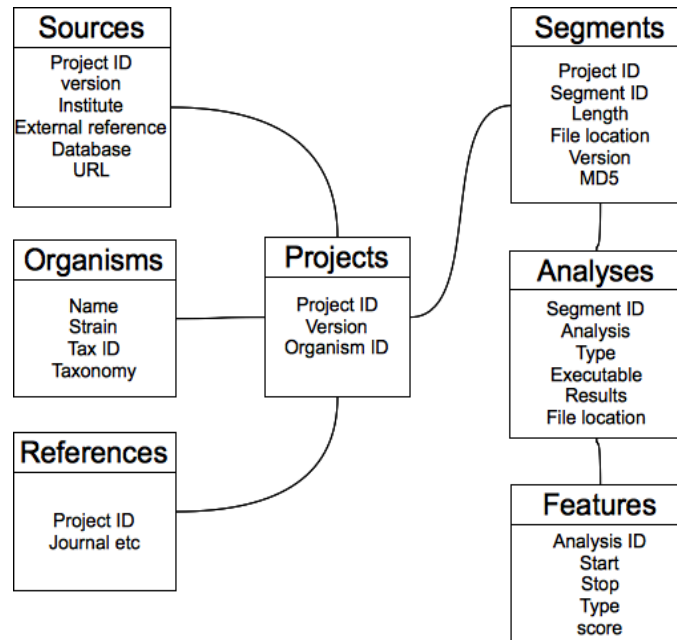 Sources
Project ID
version
Institute
External reference
Database
URL
Organisms
Name
Strain
Tax ID
Taxonomy
References
Project ID
Journal etc
Projects
Project ID
Version
Organism ID
Segments
Project ID
Segment ID
Length
File location
Version
MD5
Analyses
Segment ID
Analysis
Type
Executable
Results
File location
Features
Analysis ID
Start
Stop
Type
score